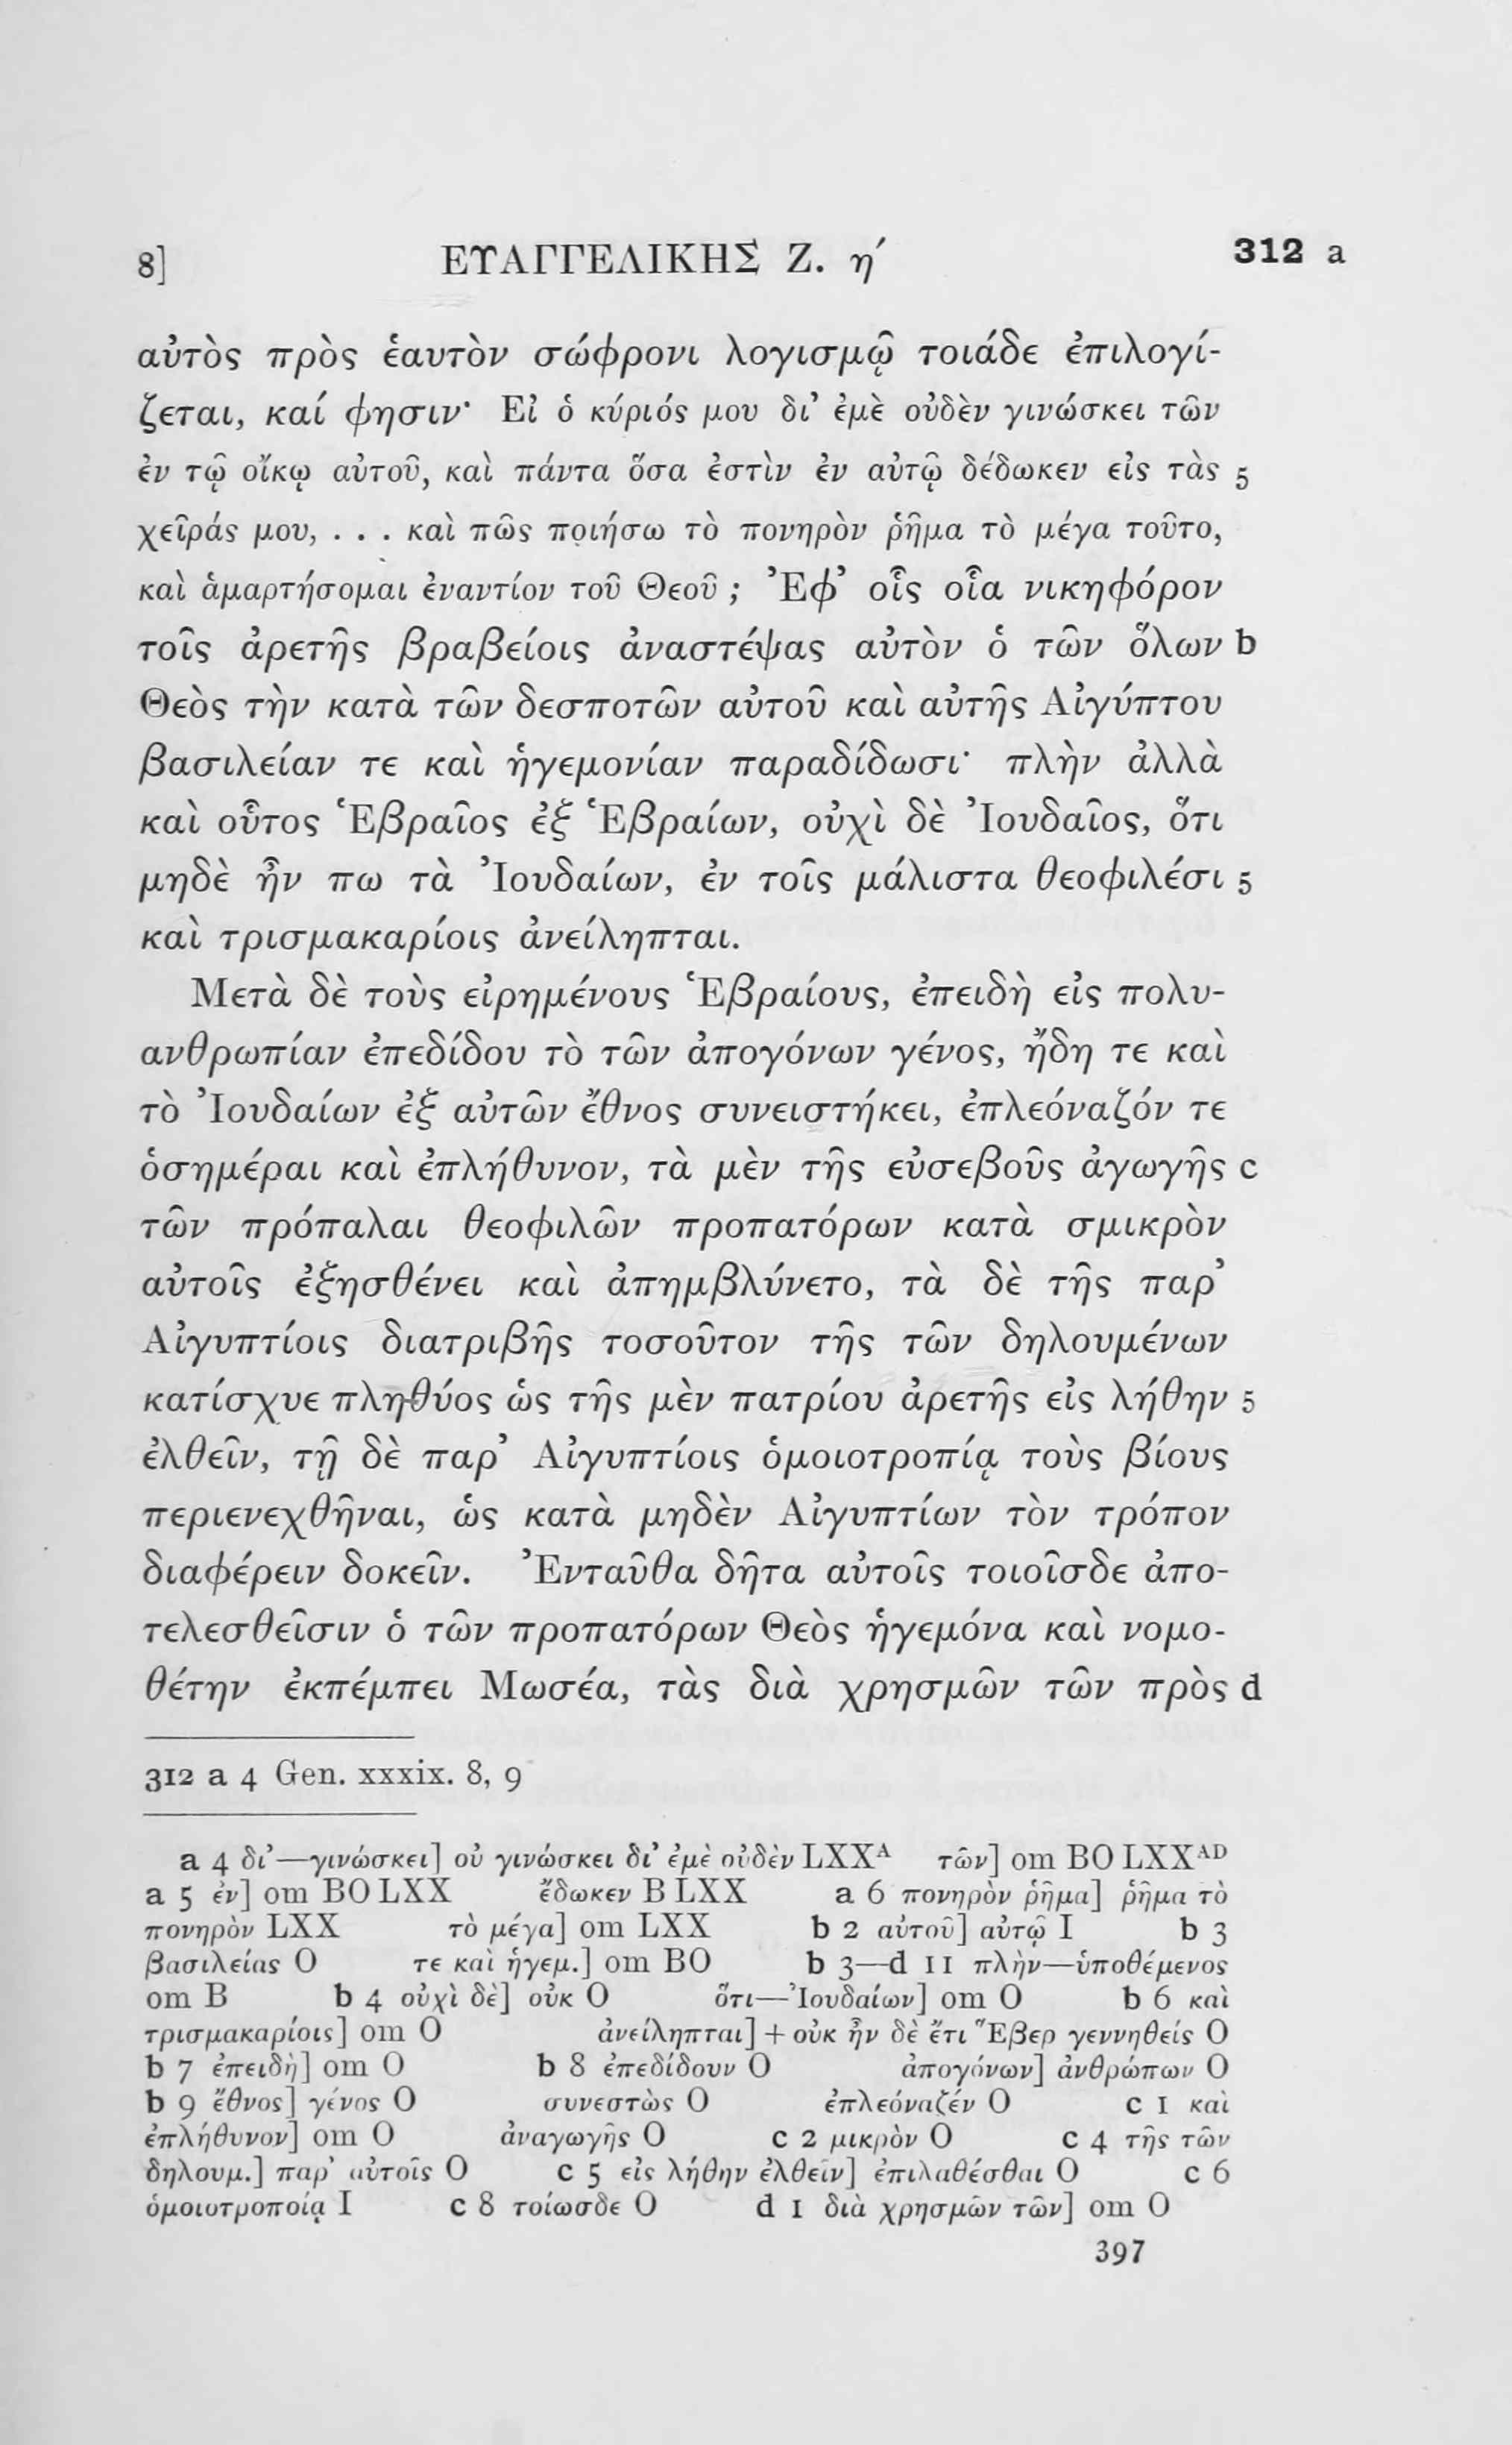 8] ΕΥΑΓΓΕΛΙΚΗΣ Ζ. η´ 312 a
αὐτὸς πρὸς ἑαυτὸν σώφρονι λογισμῷ τοιάδε ἐπιλογί-
ζεται, καί φησιν· Εἰ ὁ κύριός μου δι’ ἐμὲ οὐδὲν γινώσκει τῶν
ἐν τῷ οἴκῳ αὐτοῦ, καὶ πάντα ὅσα ἐστὶν ἐν αὐτῷ δέδωκεν εἰς τὰς 5
χεῖράς μου, . . . καὶ πῶς ποιήσω τὸ πονηρὸν ῥῆμα τὸ μέγα τοῦτο,
καὶ ἁμαρτήσομαι ἐναντίον τοῦ Θεοῦ ; Ἐφ’ οἷς οἷα νικηφόρον
τοῖς ἀρετῆς βραβείοις ἀναστέψας αὐτὸν ὁ τῶν ὅλων b
Θεὸς τὴν κατὰ τῶν δεσποτῶν αὐτοῦ καὶ αὐτῆς Αἰγύπτου
βασιλείαν τε καὶ ἡγεμονίαν παραδίδωσι· πλὴν ἀλλὰ
καὶ οὗτος Ἑβραῖος ἐξ Ἑβραίων, οὐχὶ δὲ Ἰουδαῖος, ὅτι
μηδὲ ἦν πω τὰ Ἰουδαίων, ἐν τοῖς μάλιστα θεοφιλέσι 5
καὶ τρισμακαρίοις ἀνείληπται.
Μετὰ δὲ τοὺς εἰρημένους Ἑβραίους, ἐπειδὴ εἰς πολυ-
ανθρωπίαν ἐπεδίδου τὸ τῶν ἀπογόνων γένος, ἤδη τε καὶ
τὸ Ἰουδαίων ἐξ αὐτῶν ἔθνος συνειστήκει, ἐπλεόναζόν τε
ὁσημέραι καὶ ἐπλήθυνον, τὰ μὲν τῆς εὐσεβοῦς ἀγωγῆς c
τῶν πρόπαλαι θεοφιλῶν προπατόρων κατὰ σμικρὸν
αὐτοῖς ἐξησθένει καὶ ἀπημβλύνετο, τὰ δὲ τῆς παρ’
Αἰγυπτίοις διατριβῆς τοσοῦτον τῆς τῶν δηλουμένων
κατίσχυε πληθύος ὡς τῆς μὲν πατρίου ἀρετῆς εἰς λήθην 5
ἐλθεῖν, τῇ δὲ παρ’ Αἰγυπτίοις ὁμοιοτροπίᾳ τοὺς βίους
περιενεχθῆναι, ὡς κατὰ μηδὲν Αἰγυπτίων τὸν τρόπον
διαφέρειν δοκεῖν. Ἐνταῦθα δῆτα αὐτοῖς τοιοῖσδε ἀπο-
τελεσθεῖσιν ὁ τῶν προπατόρων Θεὸς ἡγεμόνα καὶ νομο-
θέτην ἐκπέμπει Μωσέα, τὰς διὰ χρησμῶν τῶν πρὸς d
312 a 4 Gen. xxxix. 8, 9
a 4 δι’—γινώσκει] οὐ γινώσκει δι’ ἐμὲ οὐδὲν LXXᴬ τῶν] om BO LXXᴬᴰ
a 5 ἐν] om BO LXX ἔδωκεν B LXX a 6 πονηρὸν ῥῆμα] ῥῆμα τὸ
πονηρὸν LXX τὸ μέγα] om LXX b 2 αὐτοῦ] αὐτῷ I b 3
βασιλείας O τε καὶ ἡγεμ.] om BO b 3—d 11 πλὴν—ὑποθέμενος
om B b 4 οὐχὶ δὲ] οὐκ O ὅτι—Ἰουδαίων] om O b 6 καὶ
τρισμακαρίοις] om O ἀνείληπται] + οὐκ ἦν δὲ ἔτι Ἕβερ γεννηθείς O
b 7 ἐπειδὴ] om O b 8 ἐπεδίδουν O ἀπογόνων] ἀνθρώπων O
b 9 ἔθνος] γένος O συνεστὼς O ἐπλεόναζέν O c 1 καὶ
ἐπλήθυνον] om O ἀναγωγῆς O c 2 μικρὸν O c 4 τῆς τῶν
δηλουμ.] παρ’ αὐτοῖς O c 5 εἰς λήθην ἐλθεῖν] ἐπιλαθέσθαι O c 6
ὁμοιοτροποίᾳ I c 8 τοίωσδε O d 1 διὰ χρησμῶν τῶν] om O
397